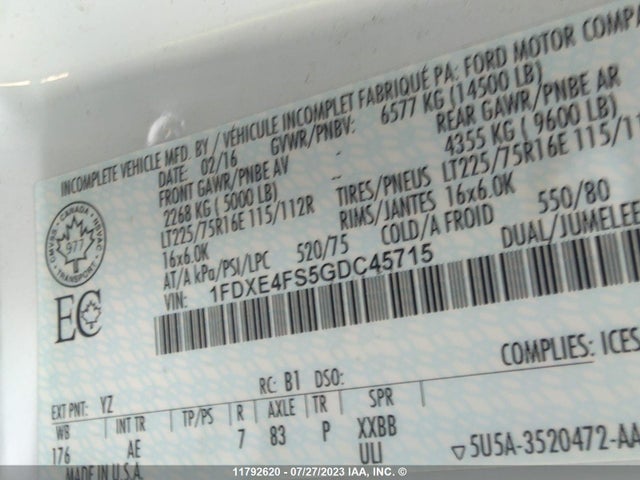 INCOMPLETE VEHICLE MFD. BY / VÉHICULE INCOMPLET FABRIQUÉ PA: FORD MOTOR COMPA
DATE: 02/16 GVWR/PNBV: 6577 KG (14500 LB)
FRONT GAWR/PNBE AV - REAR GAWR/PNBE AR
2268 KG ( 5000 LB) - 4355 KG ( 9600 LB)
LT225/75R16E 115/112R TIRES/PNEUS LT225/75R16E 115/11
16x6.0K RIMS/JANTES 16x6.0K
AT/A kPa/PSI/LPC 520/75 COLD/A FROID 550/80
VIN: 1FDXE4FS5GDC45715 DUAL/JUMELEE
CANADA
977
EC
COMPLIES: ICES
RC: B1 DSO:
EXT PNT: YZ
WB INT TR TP/PS R AXLE TR SPR
176 AE 7 83 P XXBB
ULI
▽5U5A-3520472-AA
MADE IN U.S.A.
11792620 - 07/27/2023 IAA, Inc. ©